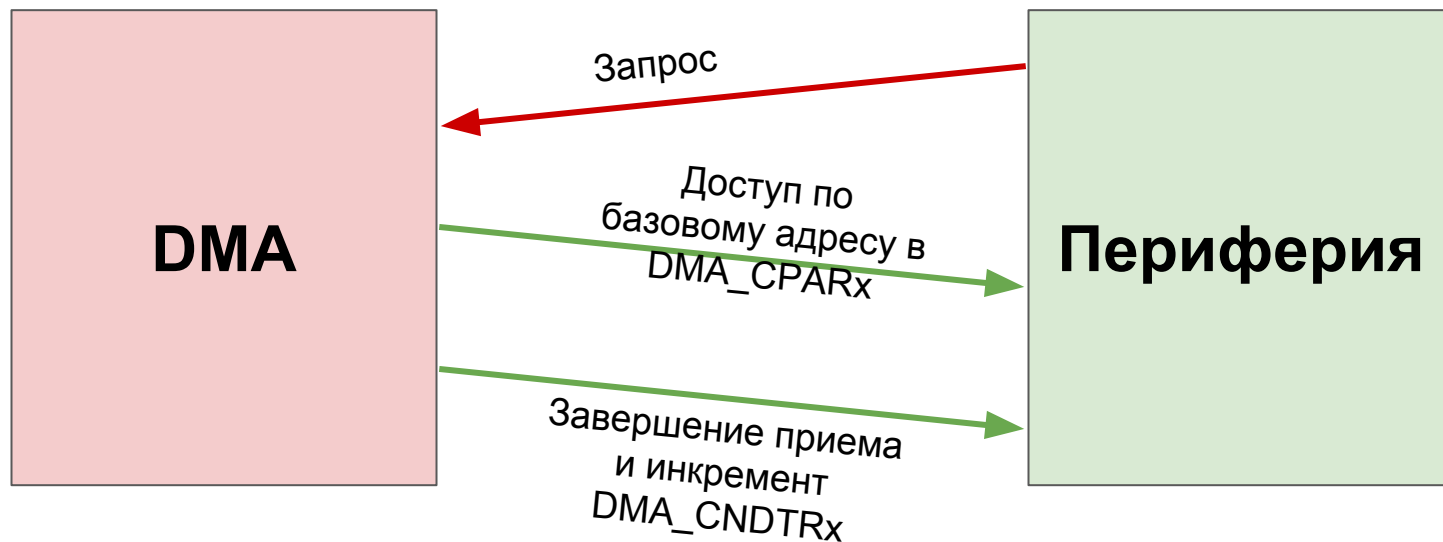 Запрос
Доступ по
базовому адресу в
DMA_CPARx
DMA
Периферия
Завершение приема
и инкремент
DMA_CNDTRx